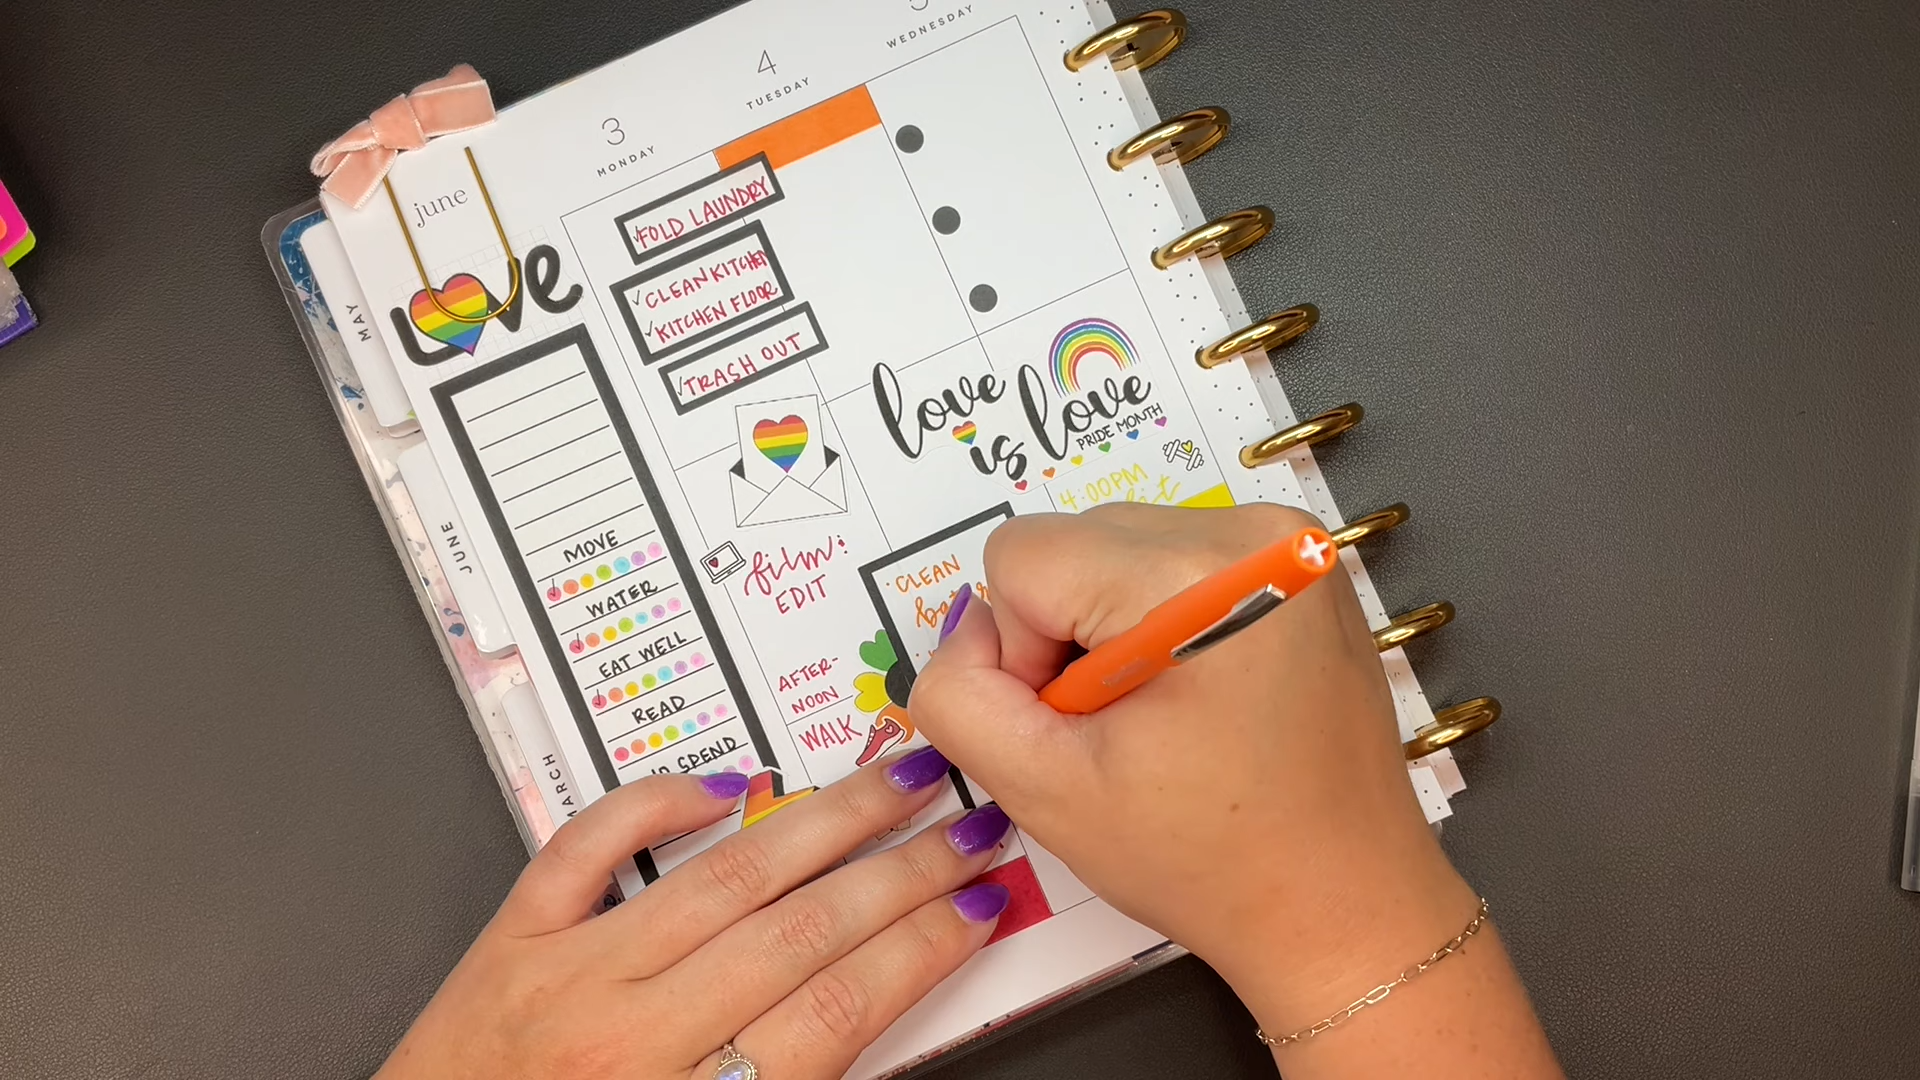 3
MONDAY
4
TUESDAY
WEDNESDAY
june
Love
MAY
JUNE
MARCH
✓FOLD LAUNDRY
✓CLEAN KITCHEN
✓KITCHEN FLOOR
✓TRASH OUT
MOVE
WATER
EAT WELL
READ
SPEND
film:
EDIT
AFTER-
NOON
WALK
love
is love
PRIDE MONTH
4:00PM
· CLEAN